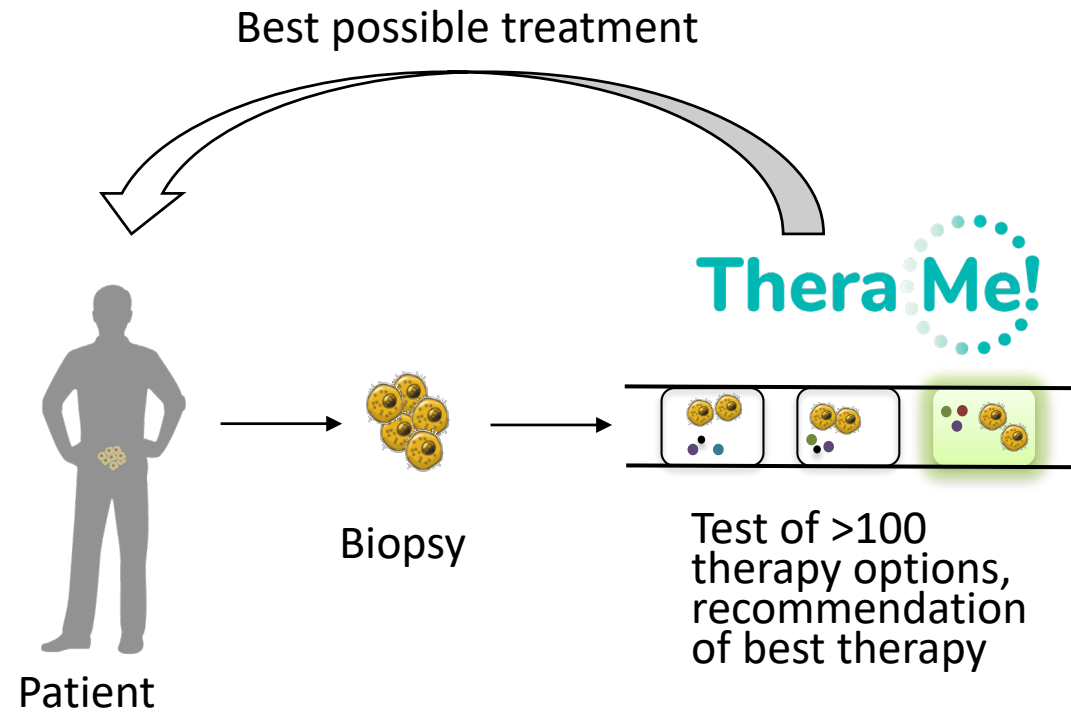 Best possible treatment
Thera Me!
Biopsy
Test of >100
therapy options,
recommendation
of best therapy
Patient